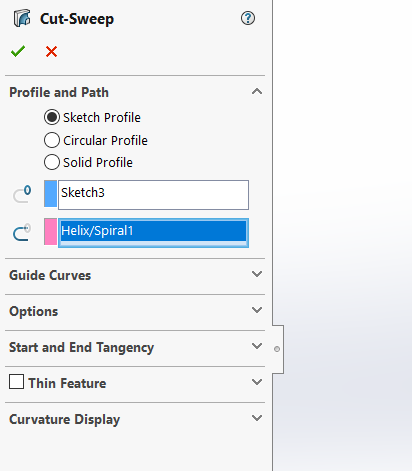 Cut-Sweep
Profile and Path
Sketch Profile
Circular Profile
Solid Profile
Sketch3
Helix/Spiral1
Guide Curves
Options
Start and End Tangency
Thin Feature
Curvature Display